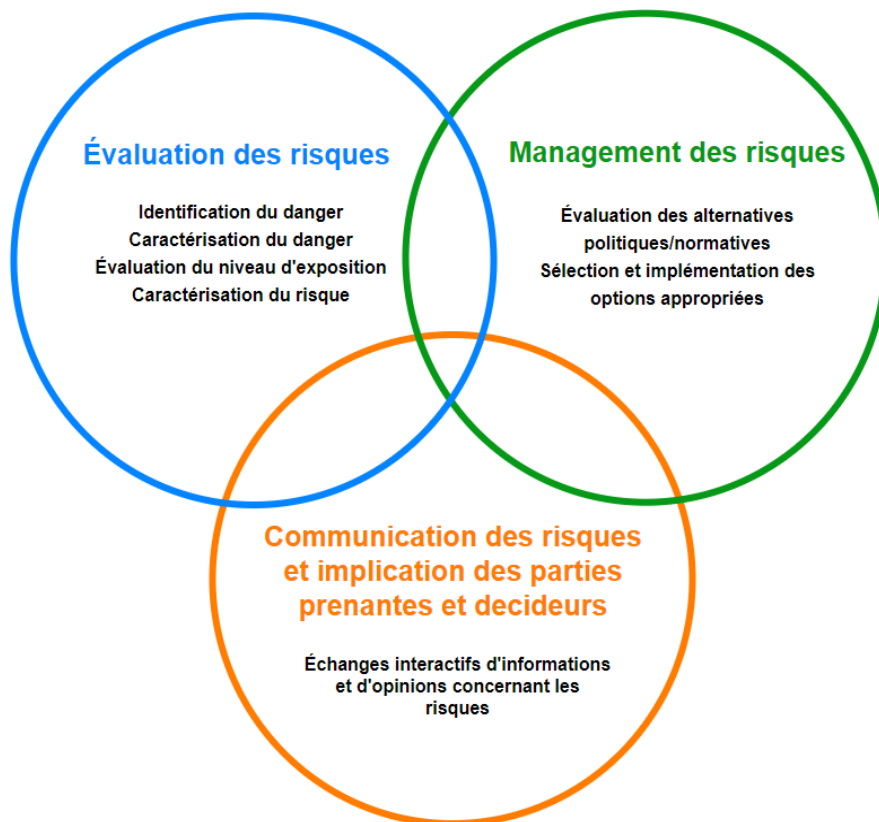 Évaluation des risques
Identification du danger
Caractérisation du danger
Évaluation du niveau d'exposition
Caractérisation du risque
Management des risques
Évaluation des alternatives
politiques/normatives
Sélection et implémentation des
options appropriées
Communication des risques
et implication des parties
prenantes et decideurs
Échanges interactifs d'informations
et d'opinions concernant les
risques